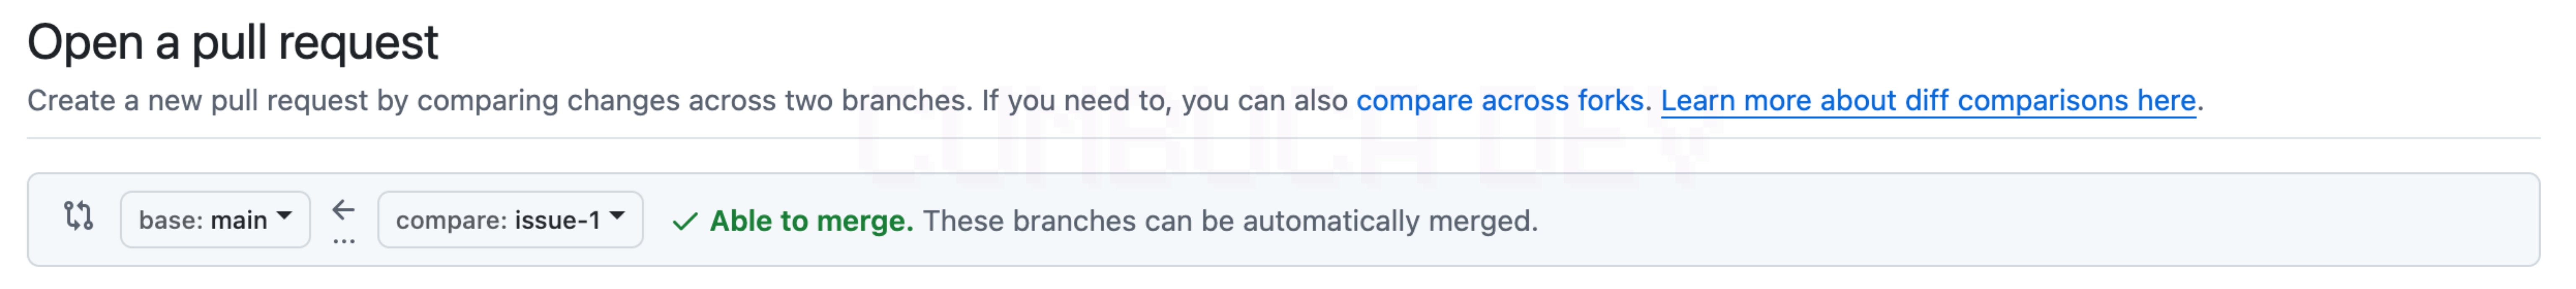 Open a pull request
Create a new pull request by comparing changes across two branches. If you need to, you can also compare across forks. Learn more about diff comparisons here.
base: main ← ... compare: issue-1 ✓ Able to merge. These branches can be automatically merged.